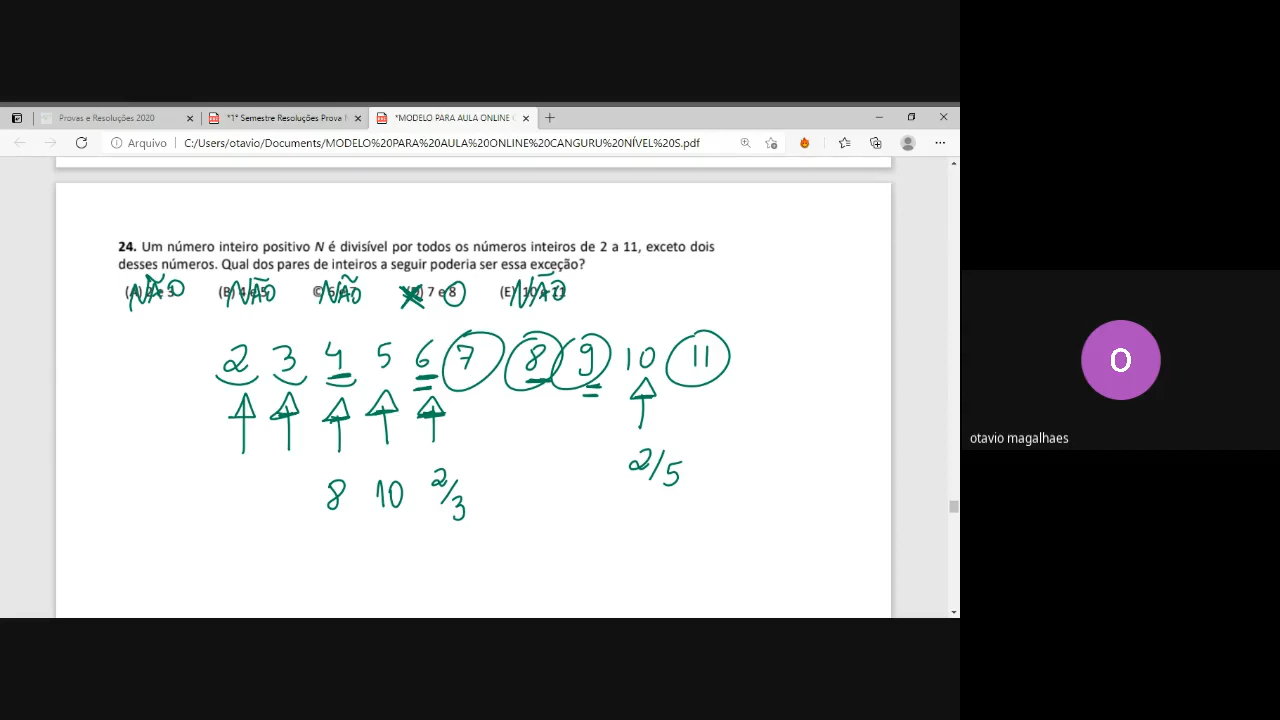 Provas e Resoluções 2020
*1° Semestre Resoluções Prova
*MODELO PARA AULA ONLINE
Arquivo C:/Users/otavio/Documents/MODELO%20PARA%20AULA%20ONLINE%20CANGURU%20NÍVEL%20S.pdf
24. Um número inteiro positivo N é divisível por todos os números inteiros de 2 a 11, exceto dois
desses números. Qual dos pares de inteiros a seguir poderia ser essa exceção?
NÃO NÃO NÃO 7 e 8 NÃO
2 3 4 5 6 7 8 9 10 11
2/5
8 10 2/3
O
otavio magalhaes